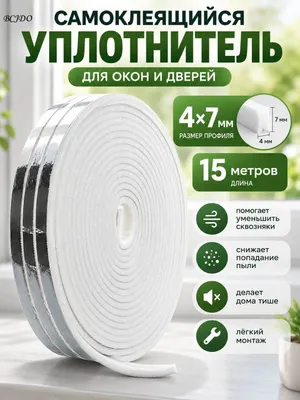 BCJDO
САМОКЛЕЯЩИЙСЯ
УПЛОТНИТЕЛЬ
ДЛЯ ОКОН И ДВЕРЕЙ
4×7 мм
РАЗМЕР ПРОФИЛЯ
7 мм
4 мм
15 метров
ДЛИНА
помогает
уменьшить
сквозняки
снижает
попадание
пыли
делает
дома тише
лёгкий
монтаж